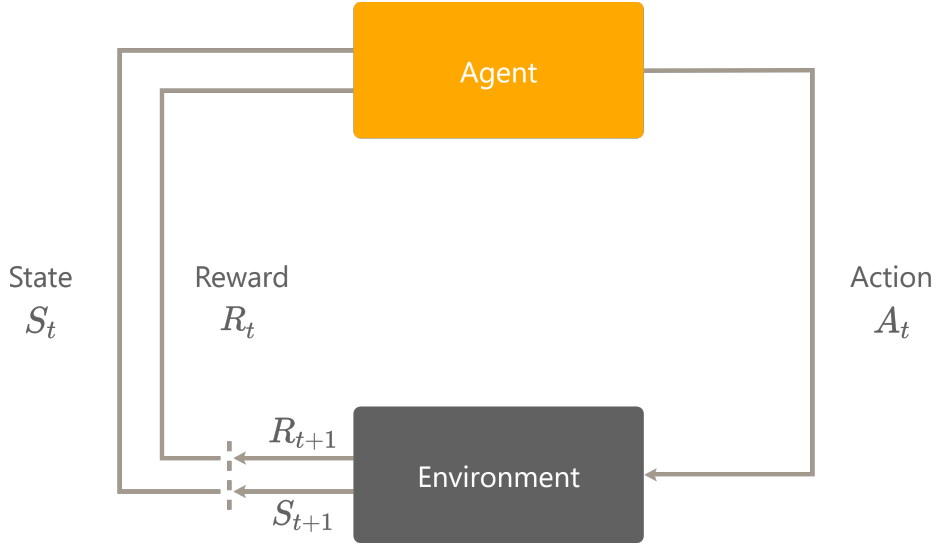 Agent
State
S_t
Reward
R_t
Action
A_t
R_{t+1}
Environment
S_{t+1}